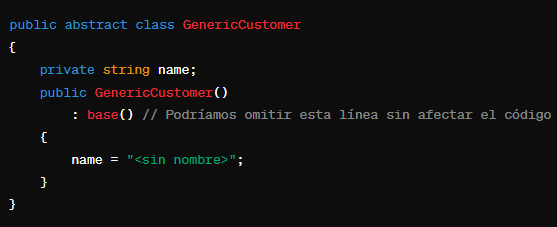 public abstract class GenericCustomer
{
    private string name;
    public GenericCustomer()
        : base() // Podríamos omitir esta línea sin afectar el código
    {
        name = "<sin nombre>";
    }
}